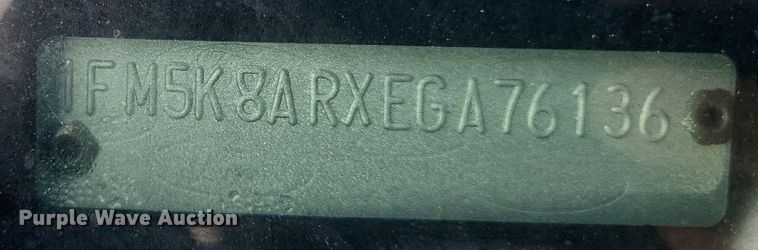 1FM5K8ARXEGA76136
Purple Wave Auction